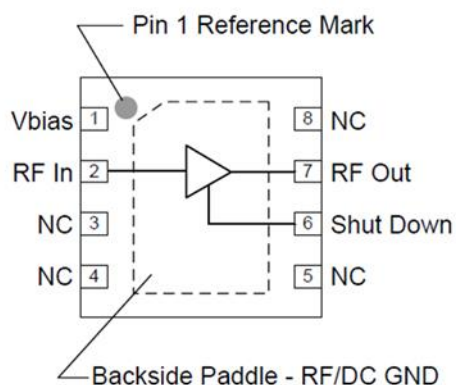 Pin 1 Reference Mark
Vbias 1
8 NC
RF In 2
7 RF Out
NC 3
6 Shut Down
NC 4
5 NC
Backside Paddle - RF/DC GND